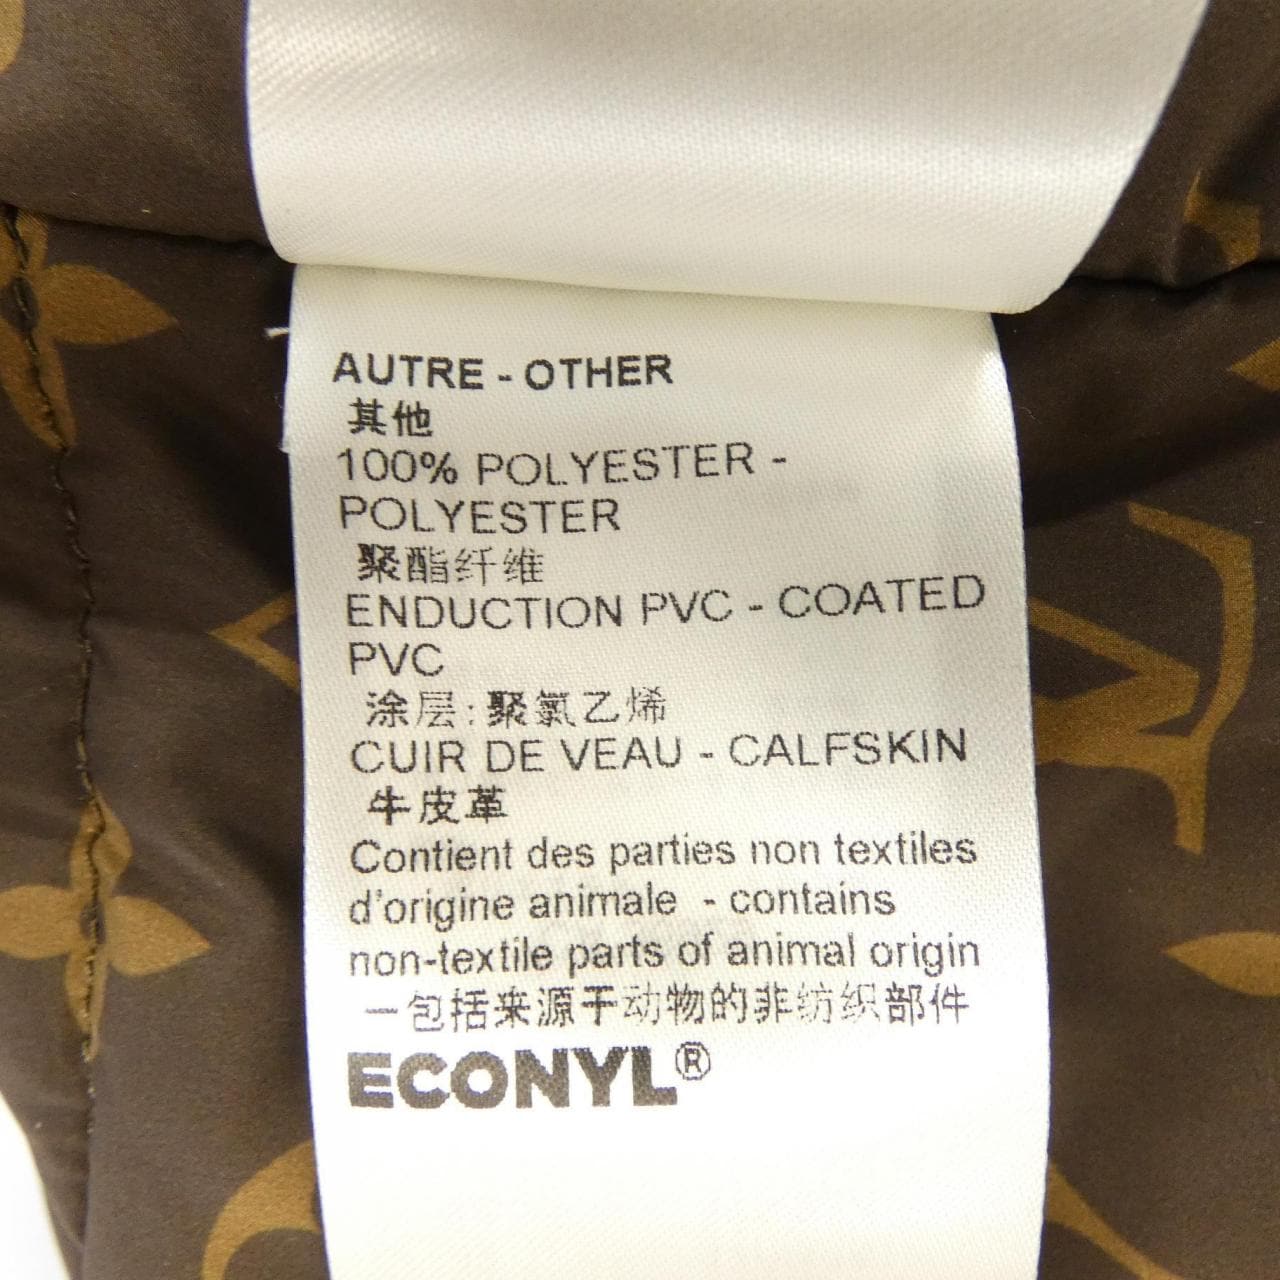 AUTRE - OTHER
其他
100% POLYESTER -
POLYESTER
聚酯纤维
ENDUCTION PVC - COATED
PVC
涂层: 聚氯乙烯
CUIR DE VEAU - CALFSKIN
牛皮革
Contient des parties non textiles
d'origine animale - contains
non-textile parts of animal origin
一包括来源于动物的非纺织部件
ECONYL®